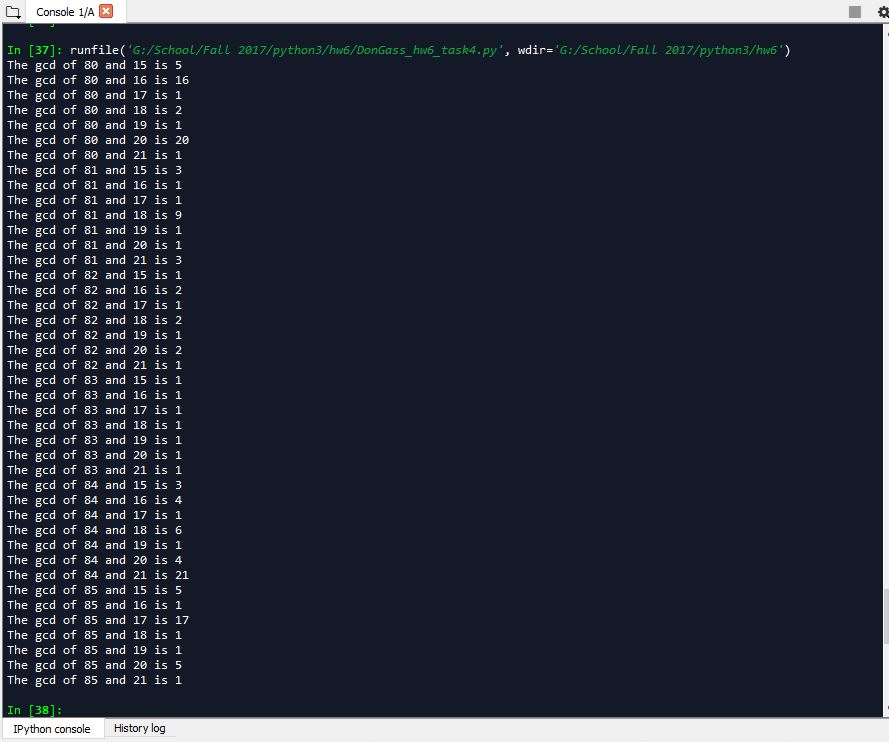 Console 1/A
In [37]: runfile('G:/School/Fall 2017/python3/hw6/DonGass_hw6_task4.py', wdir='G:/School/Fall 2017/python3/hw6')
The gcd of 80 and 15 is 5
The gcd of 80 and 16 is 16
The gcd of 80 and 17 is 1
The gcd of 80 and 18 is 2
The gcd of 80 and 19 is 1
The gcd of 80 and 20 is 20
The gcd of 80 and 21 is 1
The gcd of 81 and 15 is 3
The gcd of 81 and 16 is 1
The gcd of 81 and 17 is 1
The gcd of 81 and 18 is 9
The gcd of 81 and 19 is 1
The gcd of 81 and 20 is 1
The gcd of 81 and 21 is 3
The gcd of 82 and 15 is 1
The gcd of 82 and 16 is 2
The gcd of 82 and 17 is 1
The gcd of 82 and 18 is 2
The gcd of 82 and 19 is 1
The gcd of 82 and 20 is 2
The gcd of 82 and 21 is 1
The gcd of 83 and 15 is 1
The gcd of 83 and 16 is 1
The gcd of 83 and 17 is 1
The gcd of 83 and 18 is 1
The gcd of 83 and 19 is 1
The gcd of 83 and 20 is 1
The gcd of 83 and 21 is 1
The gcd of 84 and 15 is 3
The gcd of 84 and 16 is 4
The gcd of 84 and 17 is 1
The gcd of 84 and 18 is 6
The gcd of 84 and 19 is 1
The gcd of 84 and 20 is 4
The gcd of 84 and 21 is 21
The gcd of 85 and 15 is 5
The gcd of 85 and 16 is 1
The gcd of 85 and 17 is 17
The gcd of 85 and 18 is 1
The gcd of 85 and 19 is 1
The gcd of 85 and 20 is 5
The gcd of 85 and 21 is 1
In [38]:
IPython console History log